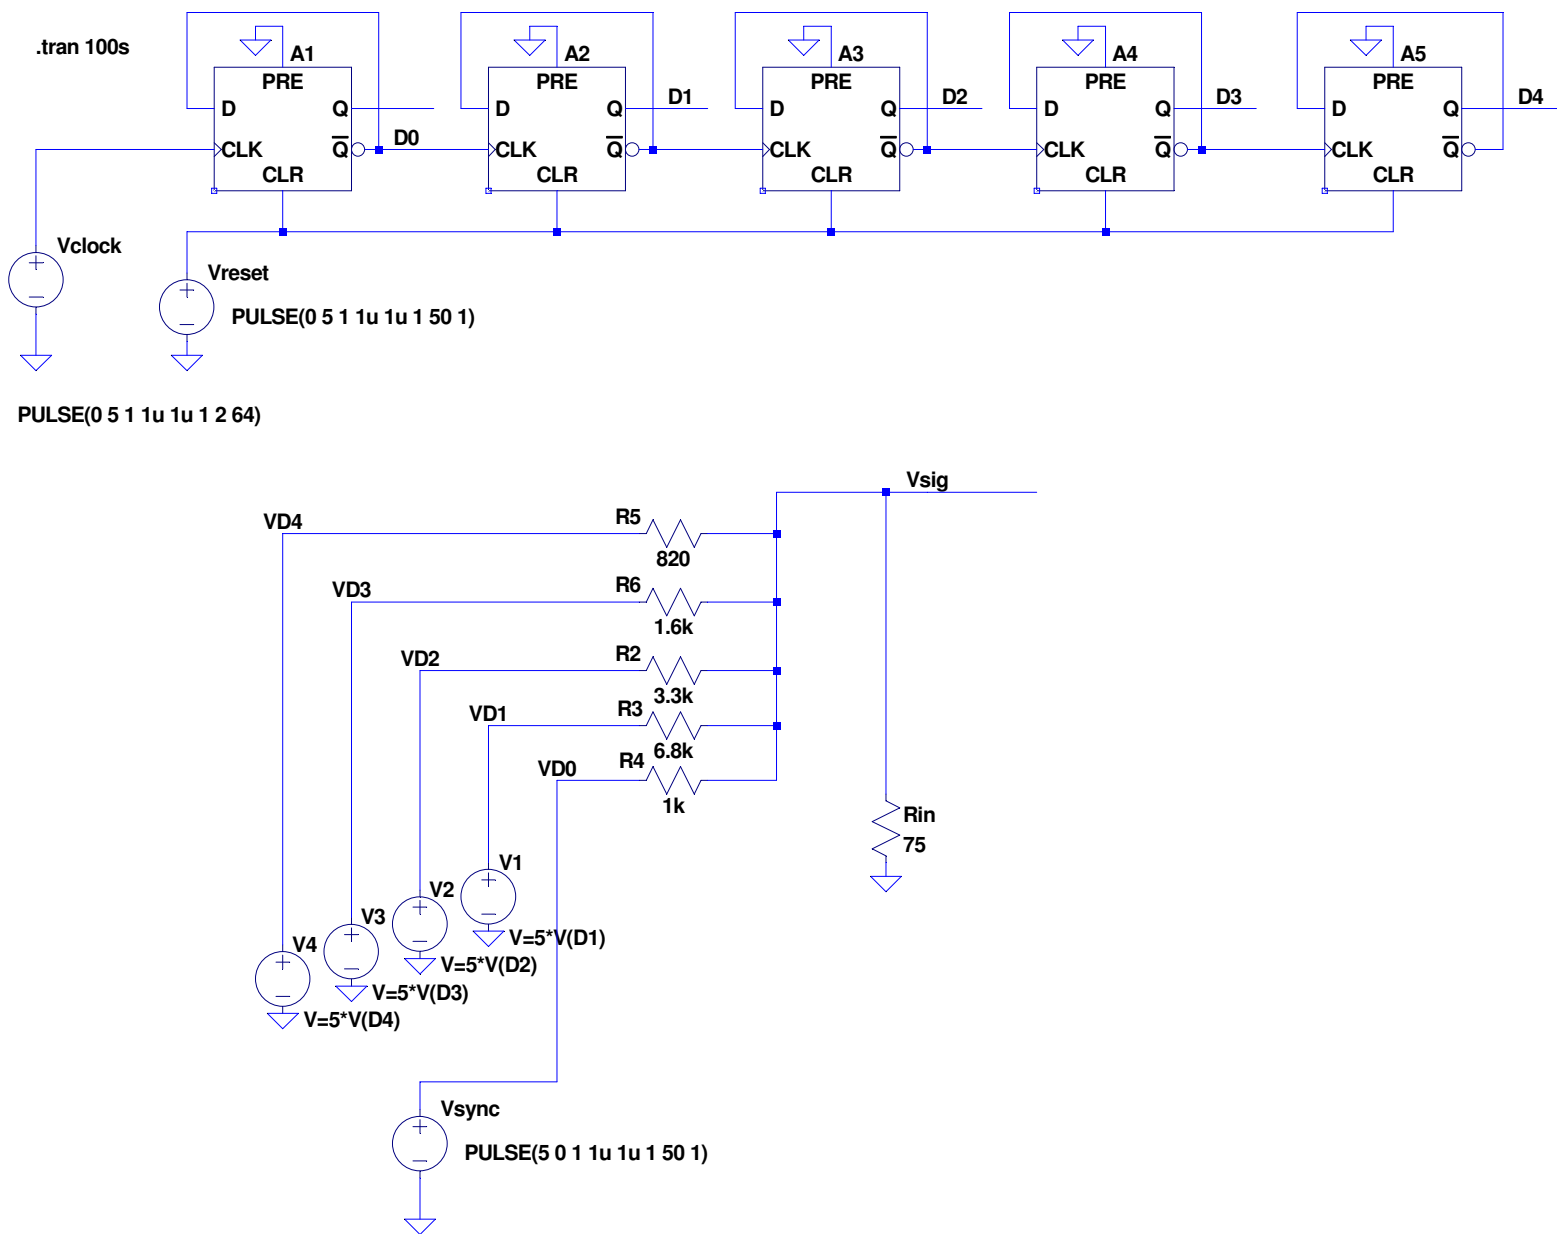 .tran 100s
A1
A2
A3
A4
A5
PRE
PRE
PRE
PRE
PRE
D
Q
D
Q
D1
D
Q
D2
D
Q
D3
D
Q
D4
CLK
Q
D0
CLK
Q
CLK
Q
CLK
Q
CLK
Q
CLR
CLR
CLR
CLR
CLR
Vclock
Vreset
PULSE(0 5 1 1u 1u 1 50 1)
PULSE(0 5 1 1u 1u 1 2 64)
Vsig
VD4
R5
820
VD3
R6
1.6k
VD2
R2
3.3k
VD1
R3
6.8k
VD0
R4
1k
Rin
75
V1
V=5*V(D1)
V2
V=5*V(D2)
V3
V=5*V(D3)
V4
V=5*V(D4)
Vsync
PULSE(5 0 1 1u 1u 1 50 1)